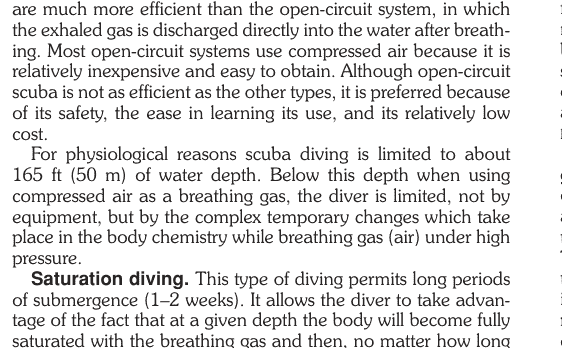 are much more efficient than the open-circuit system, in which
the exhaled gas is discharged directly into the water after breath-
ing. Most open-circuit systems use compressed air because it is
relatively inexpensive and easy to obtain. Although open-circuit
scuba is not as efficient as the other types, it is preferred because
of its safety, the ease in learning its use, and its relatively low
cost.
For physiological reasons scuba diving is limited to about
165 ft (50 m) of water depth. Below this depth when using
compressed air as a breathing gas, the diver is limited, not by
equipment, but by the complex temporary changes which take
place in the body chemistry while breathing gas (air) under high
pressure.
Saturation diving. This type of diving permits long periods
of submergence (1–2 weeks). It allows the diver to take advan-
tage of the fact that at a given depth the body will become fully
saturated with the breathing gas and then, no matter how long